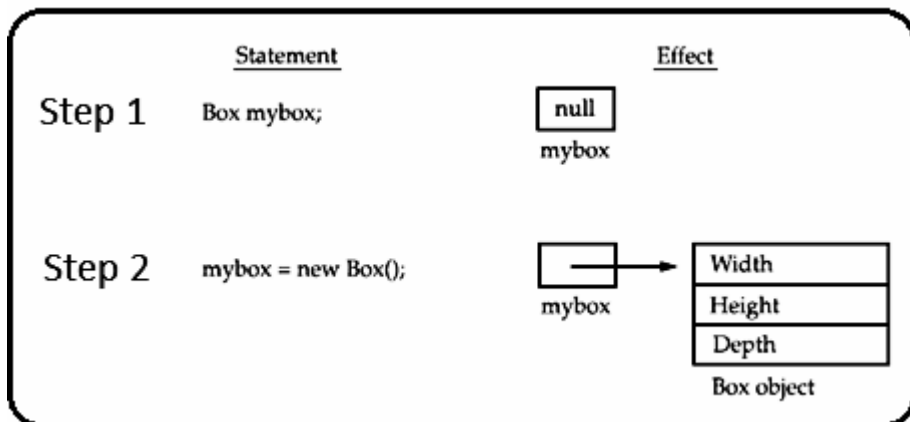 Statement Effect
Step 1 Box mybox; null
mybox
Step 2 mybox = new Box(); Width
mybox Height
Depth
Box object